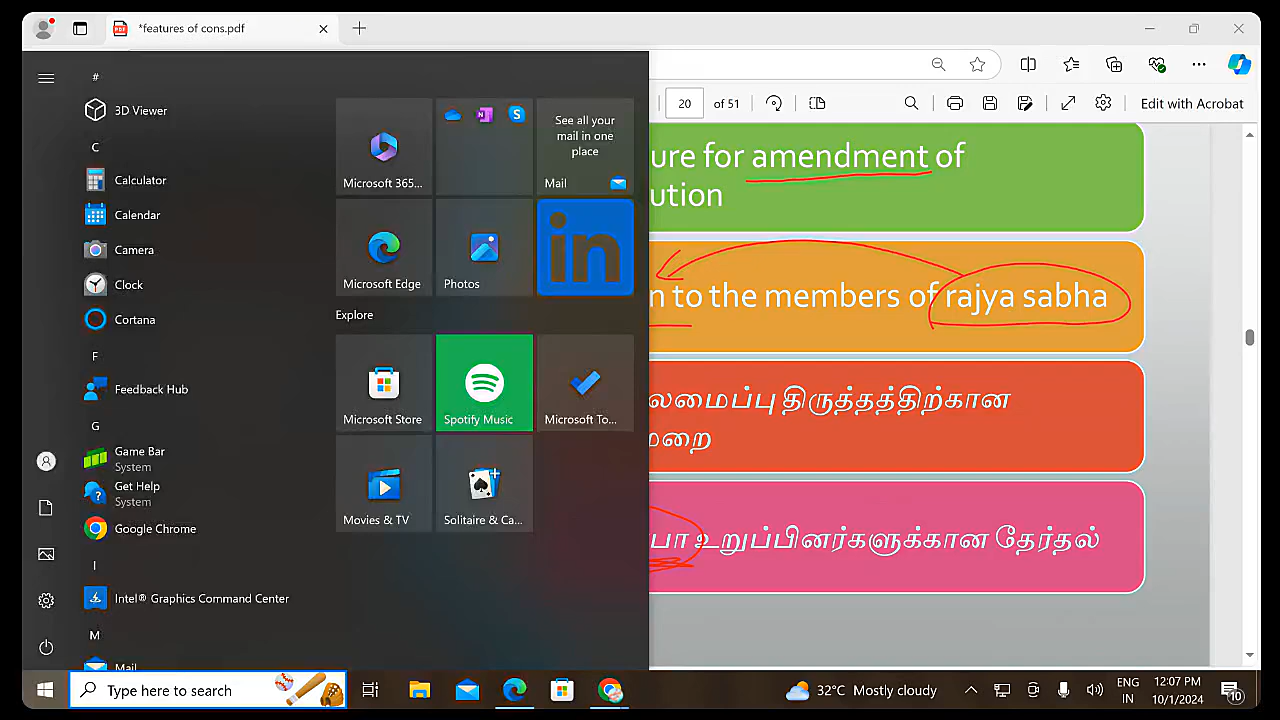 *features of cons.pdf
20 of 51
Edit with Acrobat
#
3D Viewer
C
Calculator
Calendar
Camera
Clock
Cortana
F
Feedback Hub
G
Game Bar
System
Get Help
System
Google Chrome
I
Intel® Graphics Command Center
M
Mail
Microsoft 365...
See all your
mail in one
place
Mail
Microsoft Edge
Photos
in
Explore
Microsoft Store
Spotify Music
Microsoft To...
Movies & TV
Solitaire & Ca...
ure for amendment of
ution
n to the members of rajya sabha
லமைப்பு திருத்தத்திற்கான
முறை
பா உறுப்பினர்களுக்கான தேர்தல்
Type here to search
32°C Mostly cloudy
ENG
IN
12:07 PM
10/1/2024
10